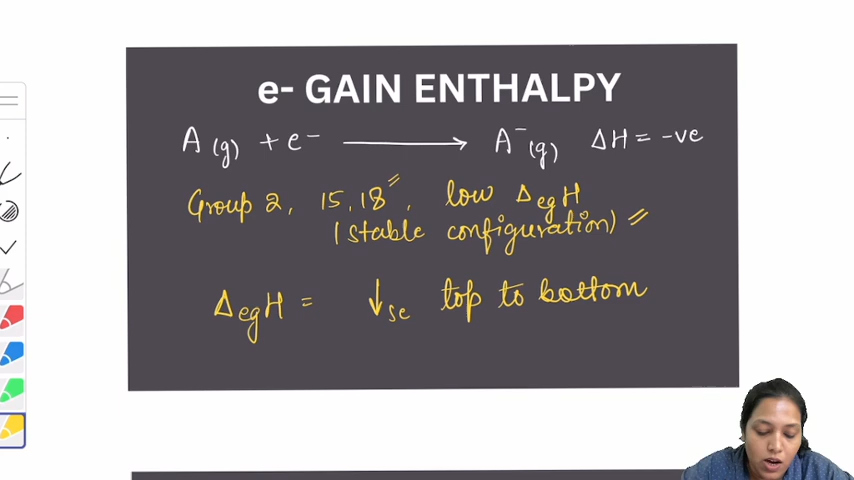 e- GAIN ENTHALPY
A(g) + e⁻ ⟶ A⁻(g) ΔH = -ve
Group 2, 15, 18, low ΔegH
(stable configuration)
ΔegH = ↓se top to bottom